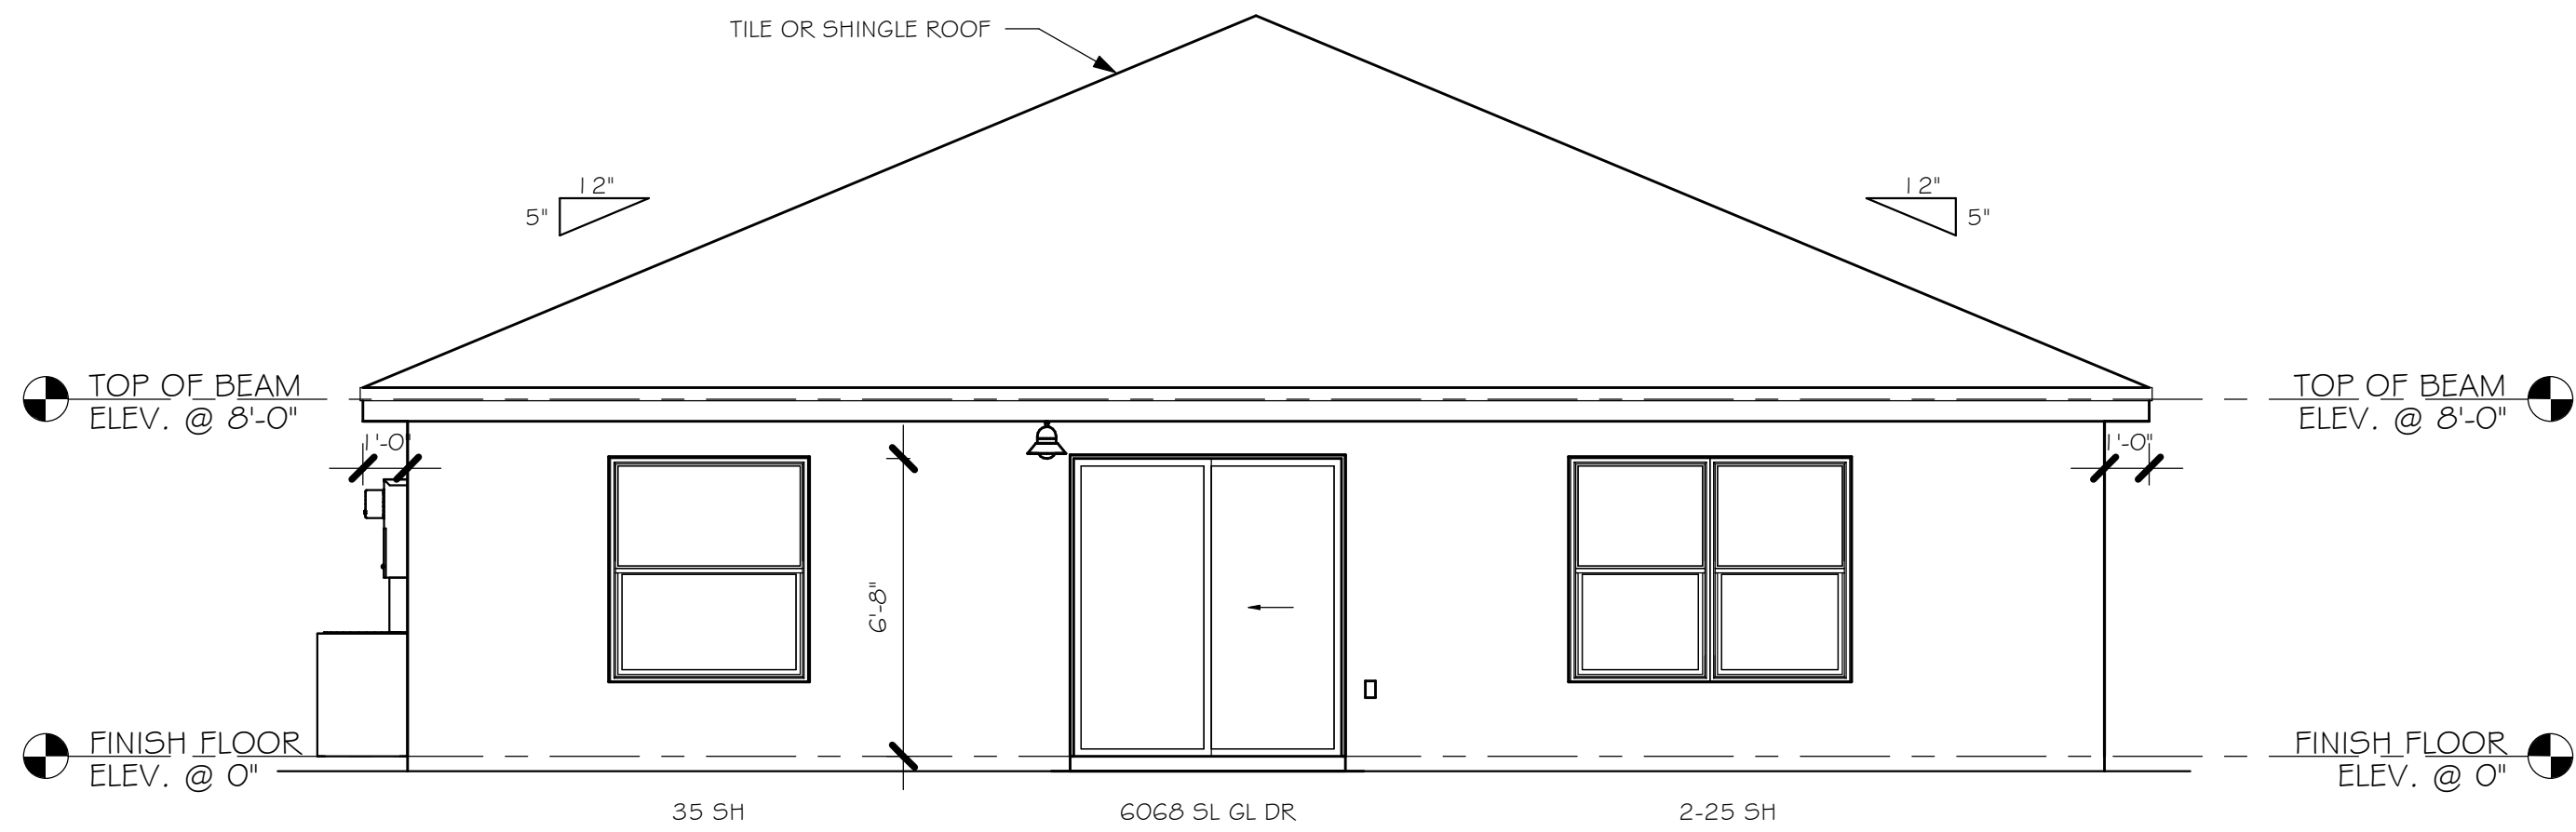 TILE OR SHINGLE ROOF
12"
5"
12"
5"
TOP OF BEAM
ELEV. @ 8'-0"
TOP OF BEAM
ELEV. @ 8'-0"
1'-0"
1'-0"
6'-8"
FINISH FLOOR
ELEV. @ 0"
FINISH FLOOR
ELEV. @ 0"
35 SH
6068 SL GL DR
2-25 SH